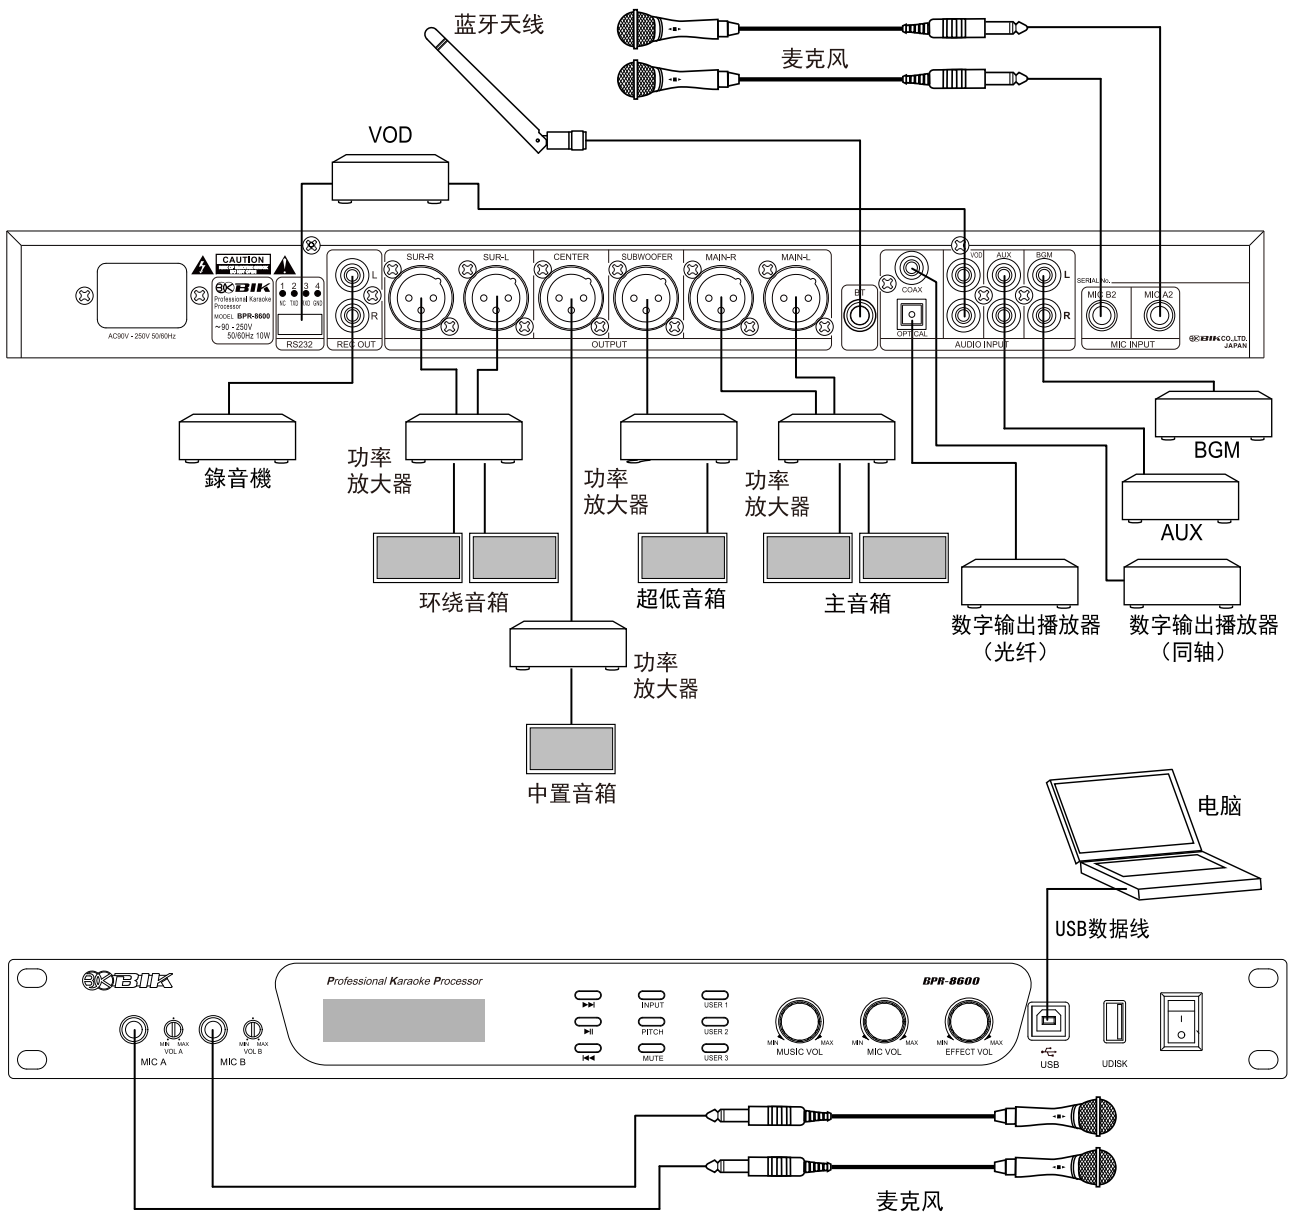 蓝牙天线
麦克风
VOD
CAUTION
1 2 3 4
NC TXD RXD GND
BIK
Professional Karaoke
Processor
MODEL BPR-8600
~90 - 250V
50/60Hz 10W
AC90V - 250V 50/60Hz
RS232
L
R
REC OUT
SUR-R
SUR-L
CENTER
SUBWOOFER
MAIN-R
MAIN-L
OUTPUT
BT
COAX
OPTICAL
VOD
AUX
BGM
L
R
AUDIO INPUT
SERIAL No.
MIC B2
MIC A2
MIC INPUT
BIK CO.,LTD.
JAPAN
錄音機
功率
放大器
功率
放大器
功率
放大器
BGM
AUX
环绕音箱
超低音箱
主音箱
数字输出播放器
（光纤）
数字输出播放器
（同轴）
功率
放大器
中置音箱
电脑
USB数据线
BIK
Professional Karaoke Processor
BPR-8600
MIC A
MIN MAX
VOL A
MIC B
MIN MAX
VOL B
INPUT
USER 1
PITCH
USER 2
MUTE
USER 3
MIN MAX
MUSIC VOL
MIN MAX
MIC VOL
MIN MAX
EFFECT VOL
USB
UDISK
麦克风